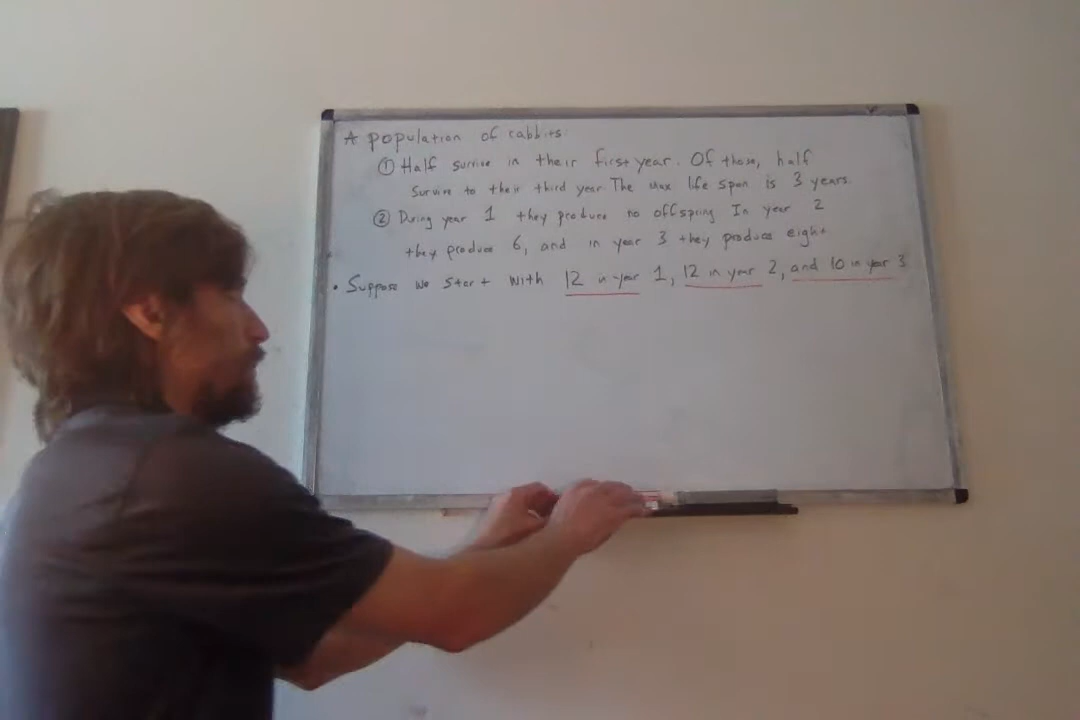 A population of rabbits:
① Half survive in their first year. Of those, half
survive to their third year The max life span is 3 years.
② During year 1 they produce no offspring In year 2
they produce 6, and in year 3 they produce eight
• Suppose we start with 12 in year 1, 12 in year 2, and 10 in year 3